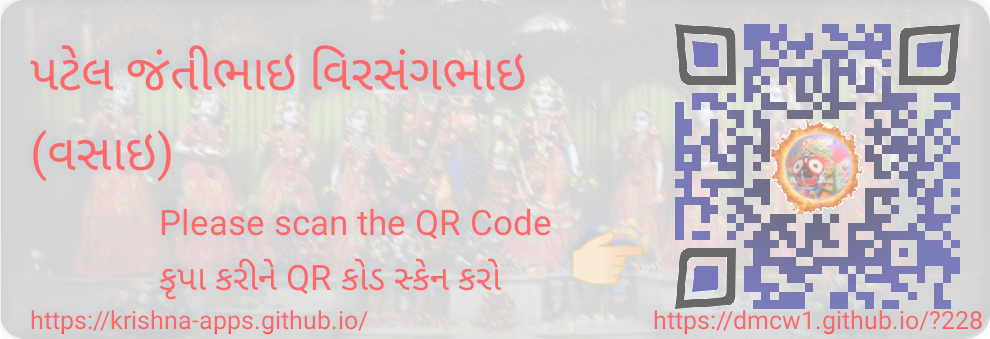 પટેલ જંતીભાઇ વિરસંગભાઇ
(વસાઇ)
Please scan the QR Code
કૃપા કરીને QR કોડ સ્કેન કરો
https://krishna-apps.github.io/
https://dmcw1.github.io/?228